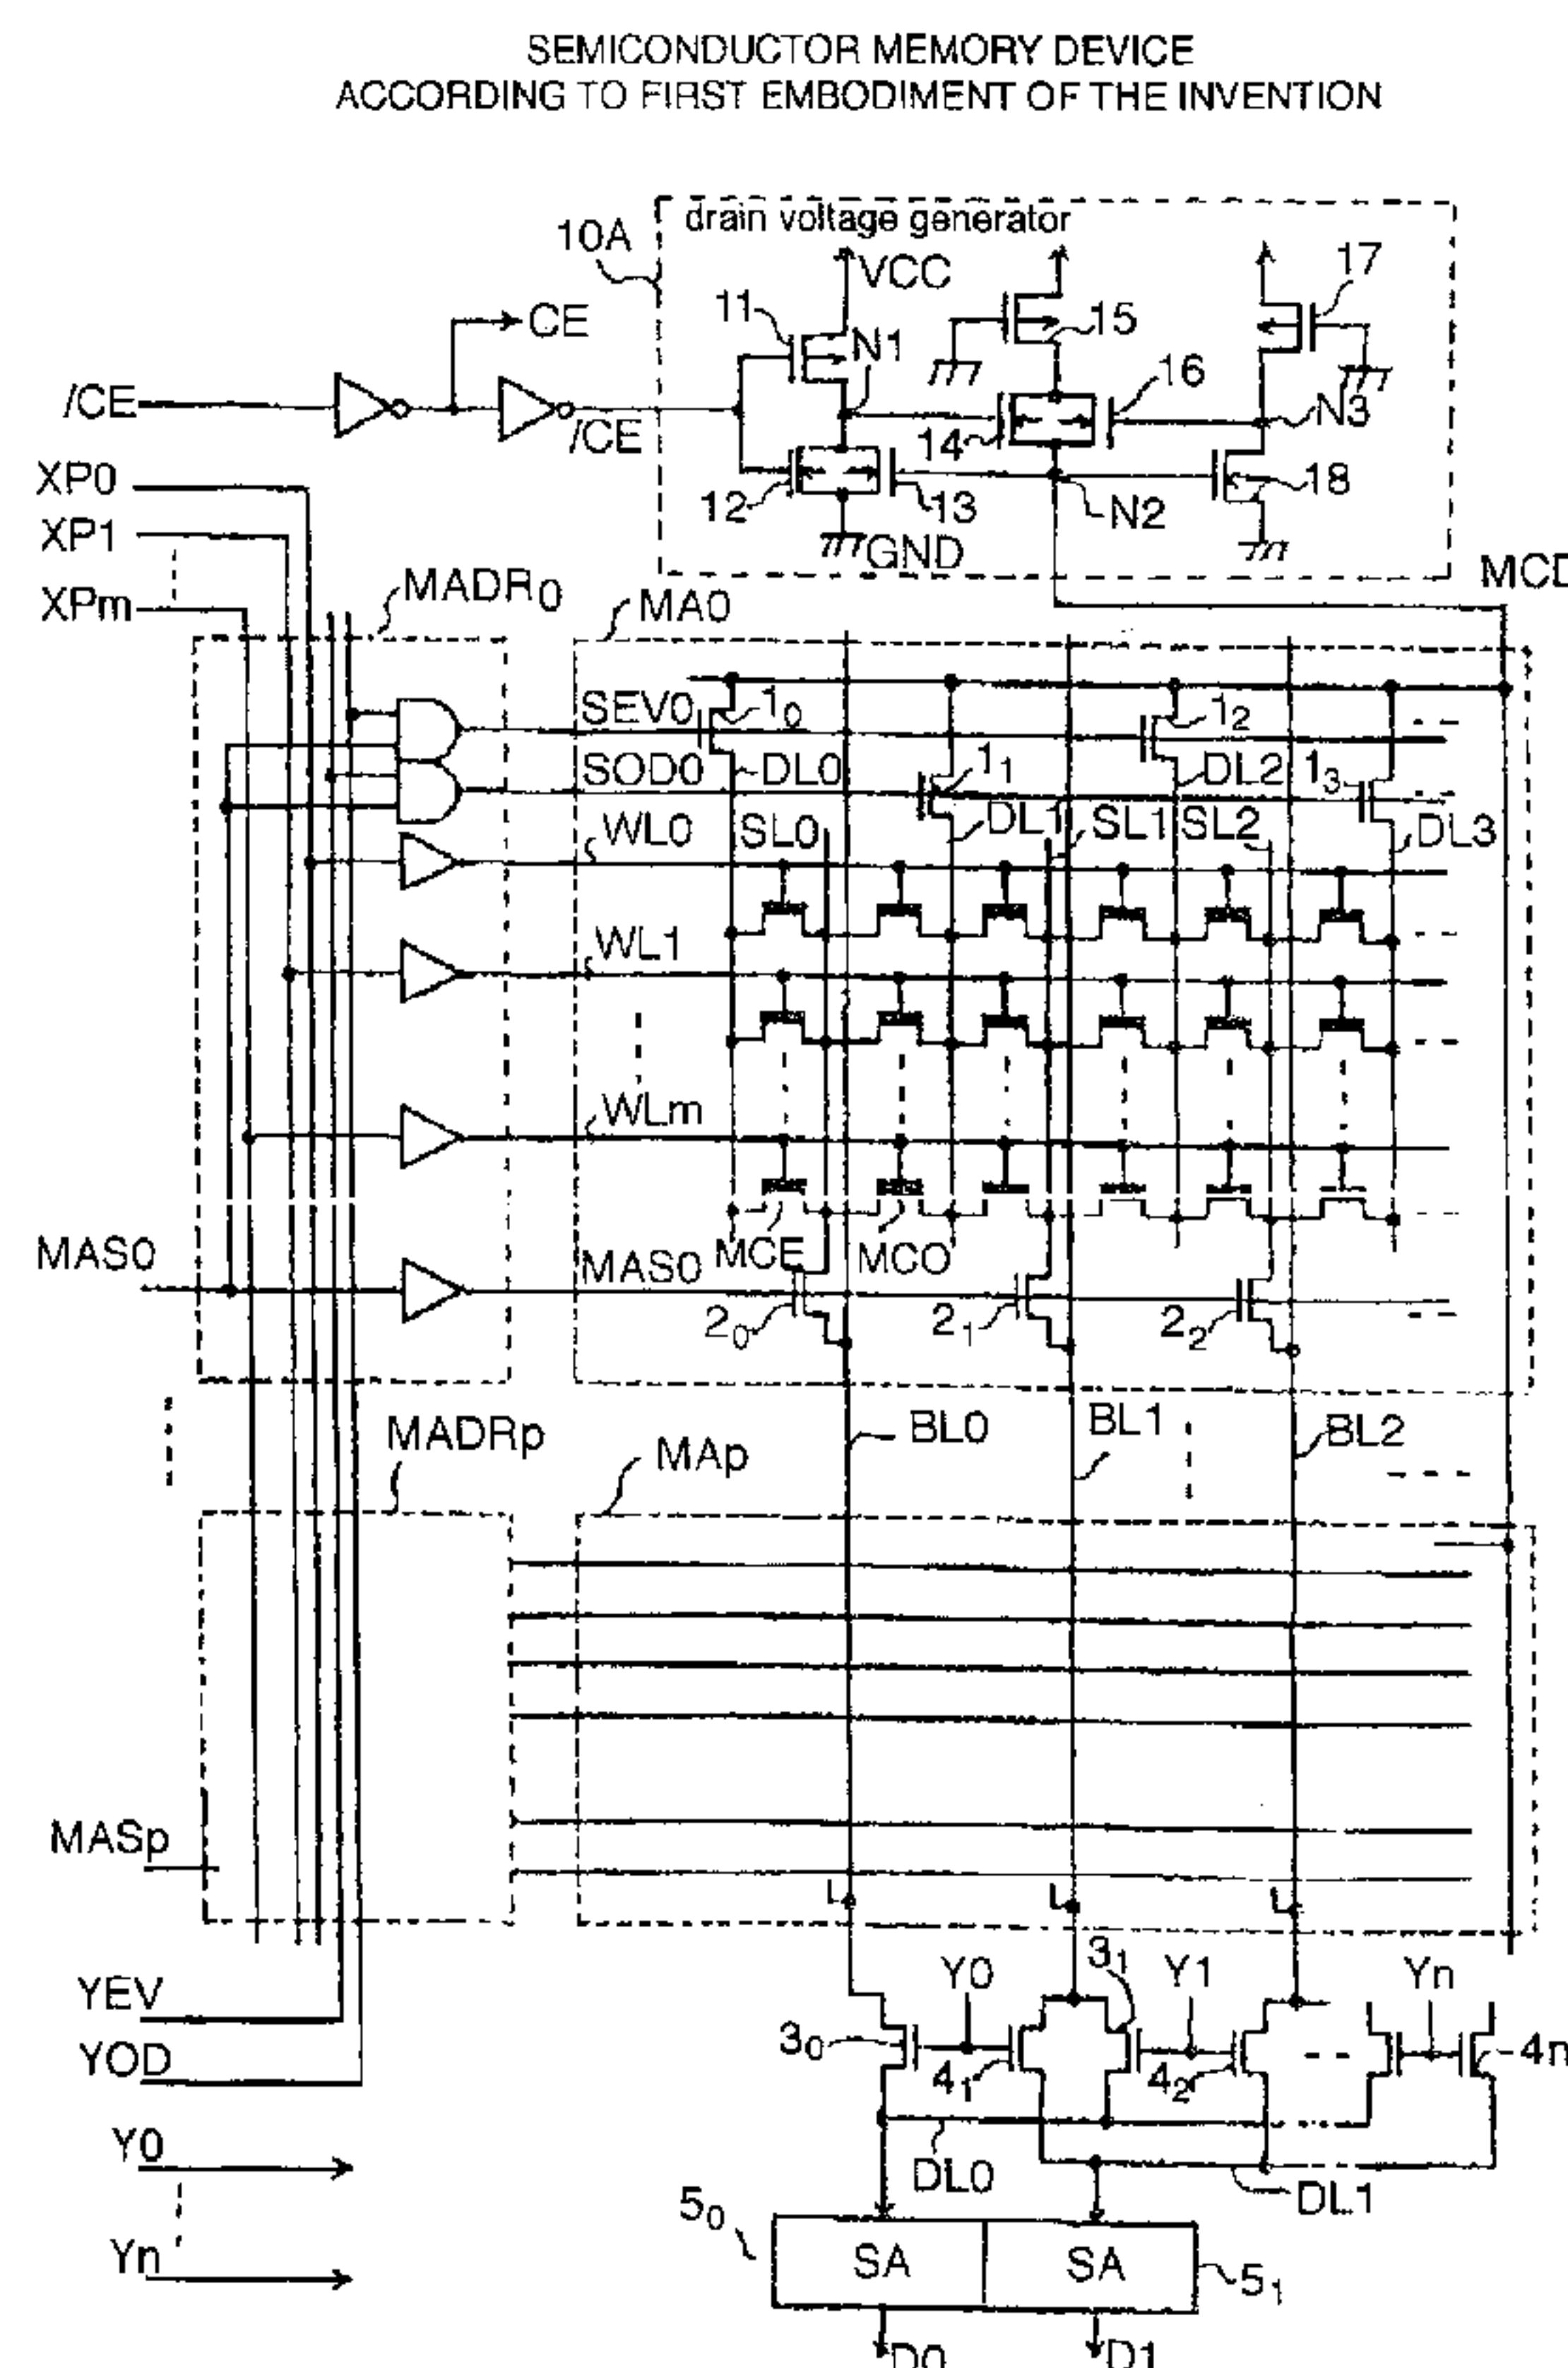 SEMICONDUCTOR MEMORY DEVICE
ACCORDING TO FIRST EMBODIMENT OF THE INVENTION
drain voltage generator
10A
VCC
17
11
CE
15
N1
16
/CE
/CE
N3
14
XP0
12
13
18
N2
XP1
GND
MCD
MADR0
MA0
XPm
SEV0
10
12
SOD0
DL0
11
DL2
13
WL0
SL0
DL1
SL1
SL2
DL3
WL1
WLm
MAS0
MAS0
MCE
MCO
20
21
22
MADRp
MAp
BL0
BL1
BL2
MASp
YEV
Y0
31
Y1
Yn
30
YOD
41
42
4n
Y0
DL0
DL1
50
Yn
SA
SA
51
D0
D1